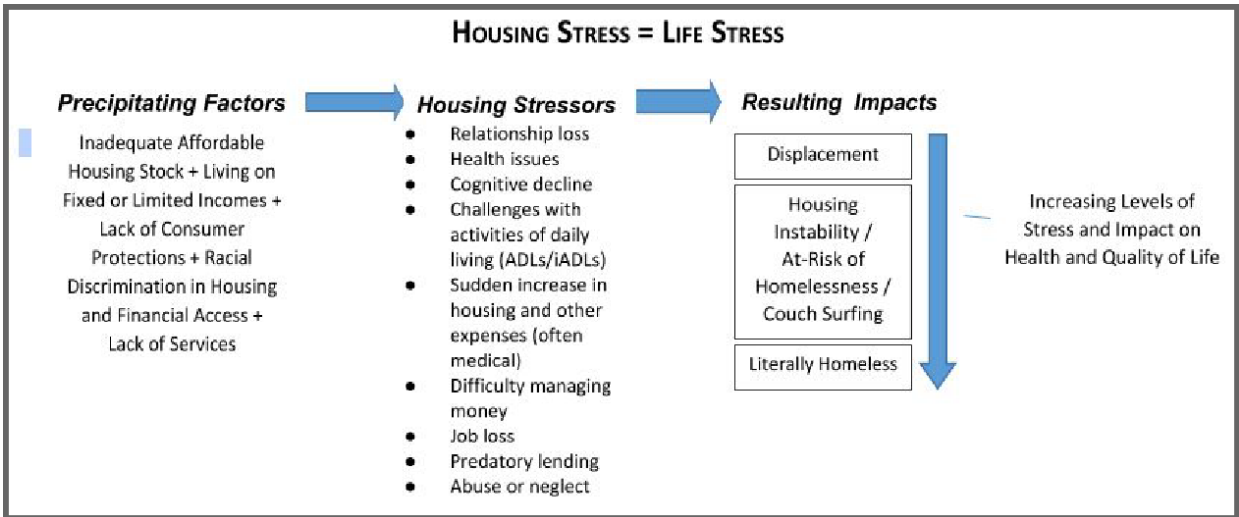 HOUSING STRESS = LIFE STRESS
Precipitating Factors
Inadequate Affordable
Housing Stock + Living on
Fixed or Limited Incomes +
Lack of Consumer
Protections + Racial
Discrimination in Housing
and Financial Access +
Lack of Services
Housing Stressors
● Relationship loss
● Health issues
● Cognitive decline
● Challenges with
activities of daily
living (ADLs/iADLs)
● Sudden increase in
housing and other
expenses (often
medical)
● Difficulty managing
money
● Job loss
● Predatory lending
● Abuse or neglect
Resulting Impacts
Displacement
Housing
Instability /
At-Risk of
Homelessness /
Couch Surfing
Literally Homeless
Increasing Levels of
Stress and Impact on
Health and Quality of Life